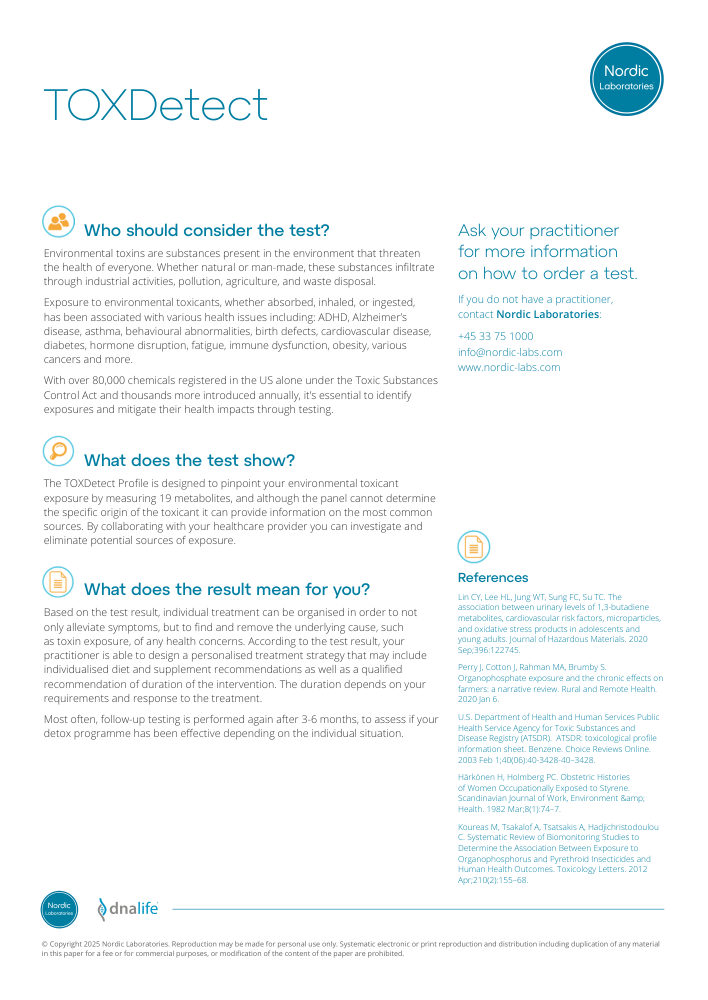 Nordic
Laboratories
TOXDetect
Who should consider the test?
Environmental toxins are substances present in the environment that threaten
the health of everyone. Whether natural or man-made, these substances infiltrate
through industrial activities, pollution, agriculture, and waste disposal.
Exposure to environmental toxicants, whether absorbed, inhaled, or ingested,
has been associated with various health issues including: ADHD, Alzheimer's
disease, asthma, behavioural abnormalities, birth defects, cardiovascular disease,
diabetes, hormone disruption, fatigue, immune dysfunction, obesity, various
cancers and more.
With over 80,000 chemicals registered in the US alone under the Toxic Substances
Control Act and thousands more introduced annually, it's essential to identify
exposures and mitigate their health impacts through testing.
What does the test show?
The TOXDetect Profile is designed to pinpoint your environmental toxicant
exposure by measuring 19 metabolites, and although the panel cannot determine
the specific origin of the toxicant it can provide information on the most common
sources. By collaborating with your healthcare provider you can investigate and
eliminate potential sources of exposure.
What does the result mean for you?
Based on the test result, individual treatment can be organised in order to not
only alleviate symptoms, but to find and remove the underlying cause, such
as toxin exposure, of any health concerns. According to the test result, your
practitioner is able to design a personalised treatment strategy that may include
individualised diet and supplement recommendations as well as a qualified
recommendation of duration of the intervention. The duration depends on your
requirements and response to the treatment.
Most often, follow-up testing is performed again after 3-6 months, to assess if your
detox programme has been effective depending on the individual situation.
Ask your practitioner
for more information
on how to order a test.
If you do not have a practitioner,
contact Nordic Laboratories:
+45 33 75 1000
info@nordic-labs.com
www.nordic-labs.com
References
Lin CY, Lee HL, Jung WT, Sung FC, Su TC. The
association between urinary levels of 1,3-butadiene
metabolites, cardiovascular risk factors, microparticles,
and oxidative stress products in adolescents and
young adults. Journal of Hazardous Materials. 2020
Sep;396:122745.
Perry J, Cotton J, Rahman MA, Brumby S.
Organophosphate exposure and the chronic effects on
farmers: a narrative review. Rural and Remote Health.
2020 Jan 6.
U.S. Department of Health and Human Services Public
Health Service Agency for Toxic Substances and
Disease Registry (ATSDR). ATSDR: toxicological profile
information sheet. Benzene. Choice Reviews Online.
2003 Feb 1;40(06):40-3428-40–3428.
Härkönen H, Holmberg PC. Obstetric Histories
of Women Occupationally Exposed to Styrene.
Scandinavian Journal of Work, Environment &amp;
Health. 1982 Mar;8(1):74–7.
Koureas M, Tsakalof A, Tsatsakis A, Hadjichristodoulou
C. Systematic Review of Biomonitoring Studies to
Determine the Association Between Exposure to
Organophosphorus and Pyrethroid Insecticides and
Human Health Outcomes. Toxicology Letters. 2012
Apr;210(2):155–68.
Nordic
Laboratories
dnalife
© Copyright 2025 Nordic Laboratories. Reproduction may be made for personal use only. Systematic electronic or print reproduction and distribution including duplication of any material
in this paper for a fee or for commercial purposes, or modification of the content of the paper are prohibited.